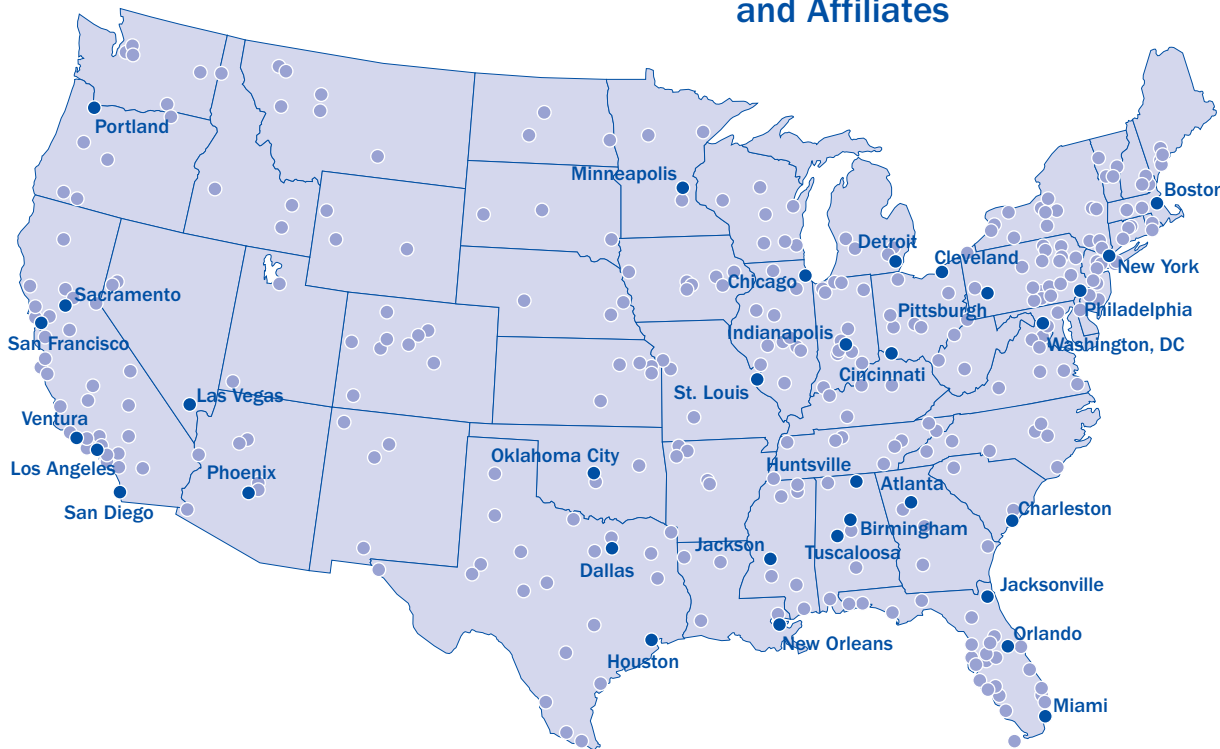 and Affiliates
Portland
Minneapolis
Boston
Detroit
Cleveland
New York
Chicago
Sacramento
Pittsburgh
Philadelphia
San Francisco
Indianapolis
Washington, DC
Cincinnati
Las Vegas
St. Louis
Ventura
Los Angeles
Phoenix
Oklahoma City
Huntsville
Atlanta
San Diego
Charleston
Birmingham
Jackson
Tuscaloosa
Dallas
Jacksonville
Orlando
New Orleans
Houston
Miami